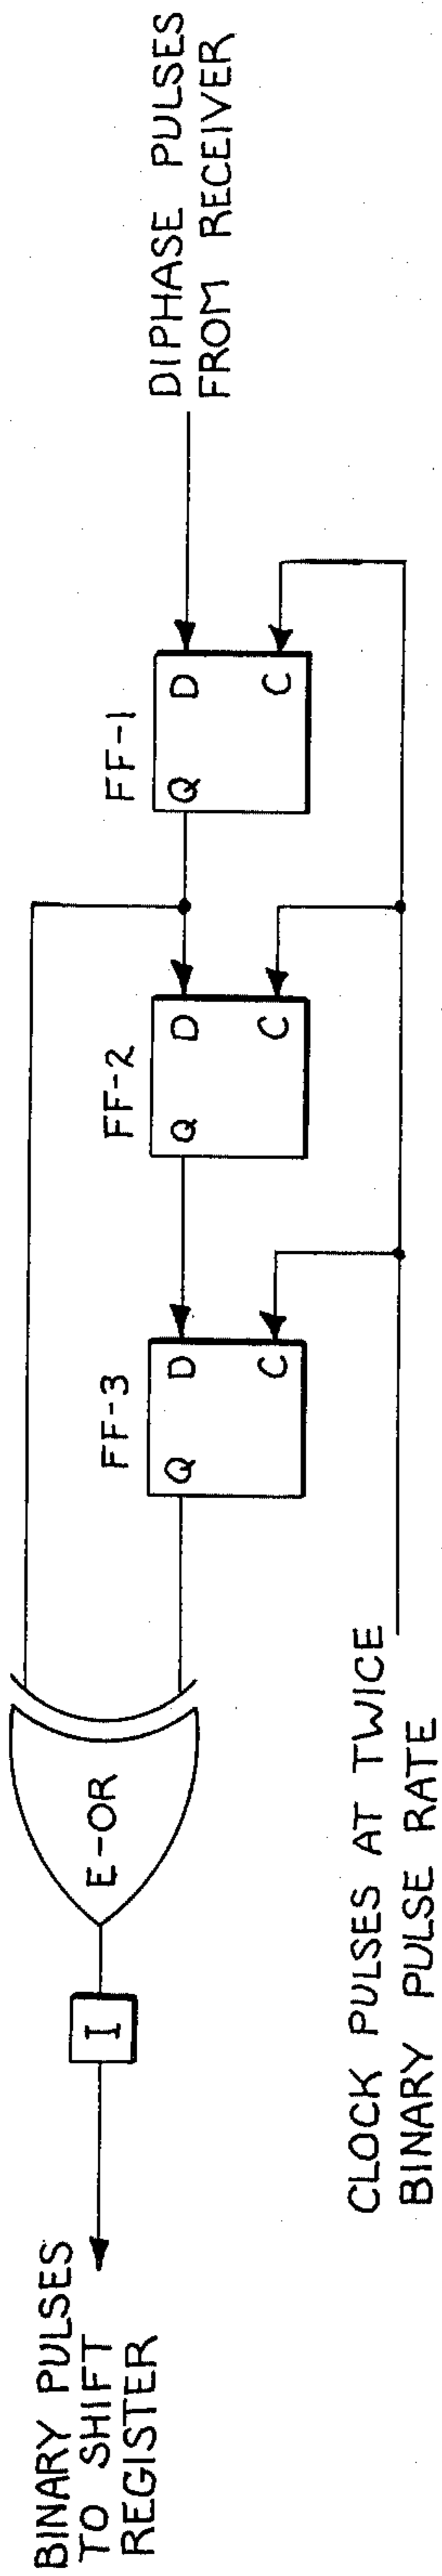 BINARY PULSES
TO SHIFT
REGISTER
I
E-OR
FF-3
Q
D
C
FF-2
Q
D
C
FF-1
Q
D
C
DIPHASE PULSES
FROM RECEIVER
CLOCK PULSES AT TWICE
BINARY PULSE RATE